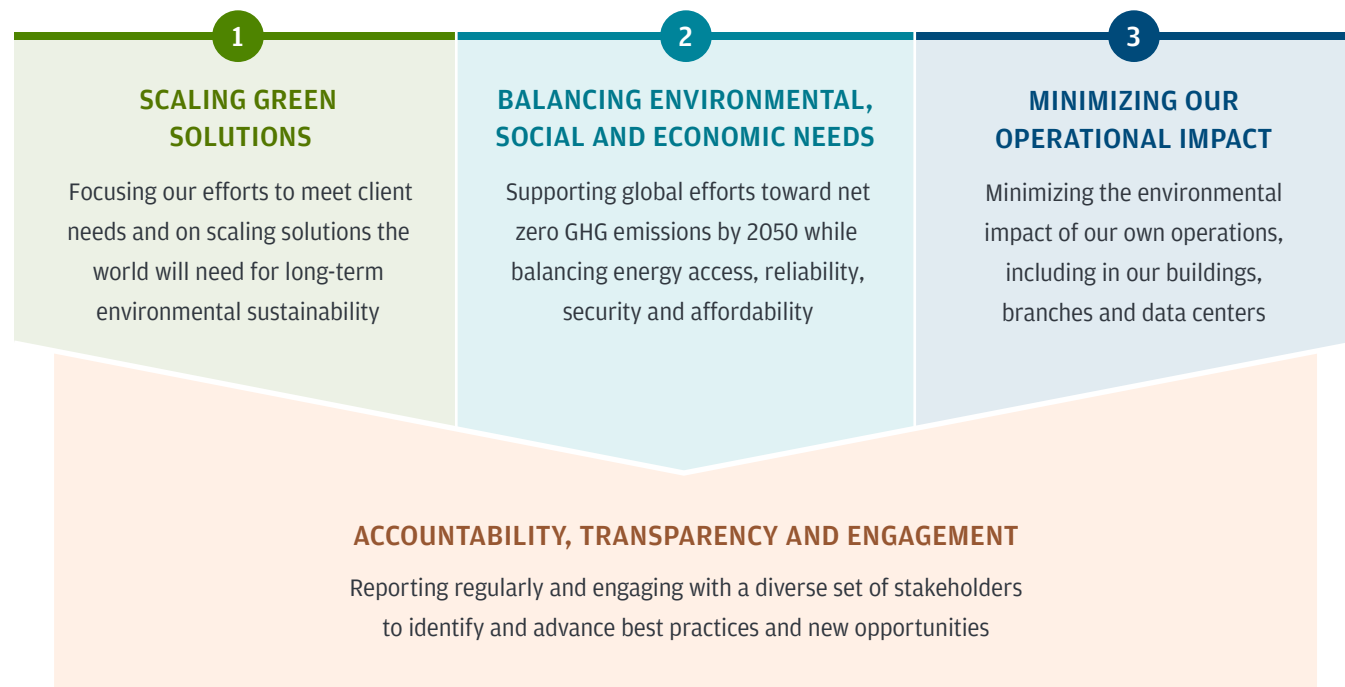 1
SCALING GREEN
SOLUTIONS
Focusing our efforts to meet client
needs and on scaling solutions the
world will need for long-term
environmental sustainability
2
BALANCING ENVIRONMENTAL,
SOCIAL AND ECONOMIC NEEDS
Supporting global efforts toward net
zero GHG emissions by 2050 while
balancing energy access, reliability,
security and affordability
3
MINIMIZING OUR
OPERATIONAL IMPACT
Minimizing the environmental
impact of our own operations,
including in our buildings,
branches and data centers
ACCOUNTABILITY, TRANSPARENCY AND ENGAGEMENT
Reporting regularly and engaging with a diverse set of stakeholders
to identify and advance best practices and new opportunities